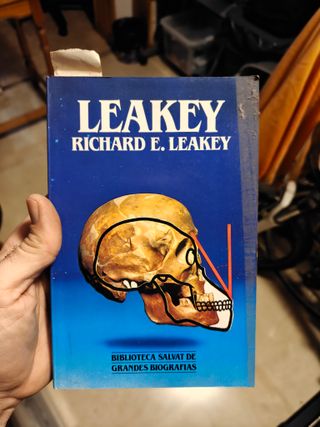 LEAKEY
RICHARD E. LEAKEY
BIBLIOTECA SALVAT DE
GRANDES BIOGRAFIAS